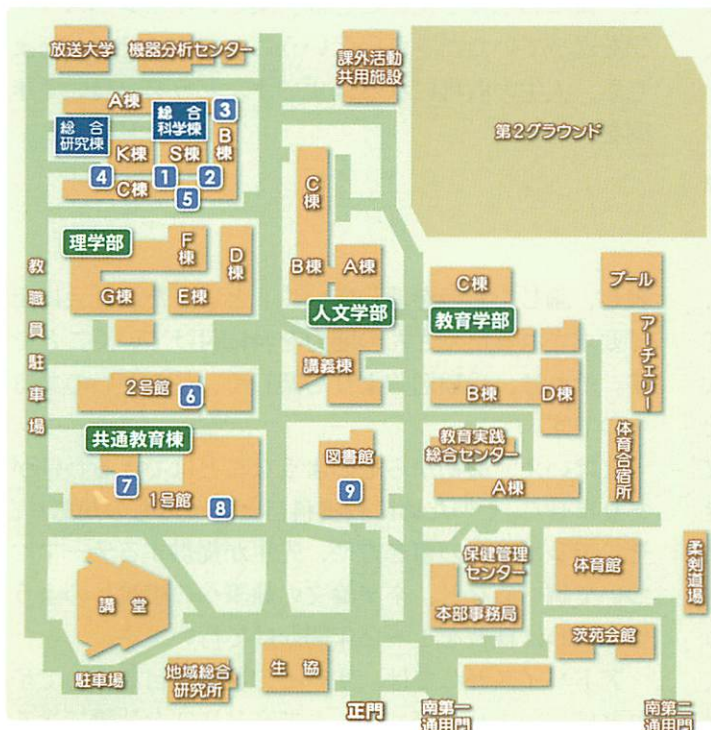 放送大学
機器分析センター
課外活動
共用施設
第2グラウンド
A棟
総合
科学棟
3
総合
研究棟
B棟
K棟
S棟
4
1
2
C棟
5
C棟
理学部
F棟
D棟
B棟
A棟
教職員駐車場
G棟
E棟
人文学部
C棟
教育学部
プール
アーチェリー
講義棟
2号館
6
B棟
D棟
体育合宿所
共通教育棟
図書館
教育実践
総合センター
7
1号館
8
9
A棟
講堂
保健管理
センター
体育館
柔剣道場
本部事務局
茨苑会館
駐車場
地域総合
研究所
生協
正門
南第一
通用門
南第二
通用門